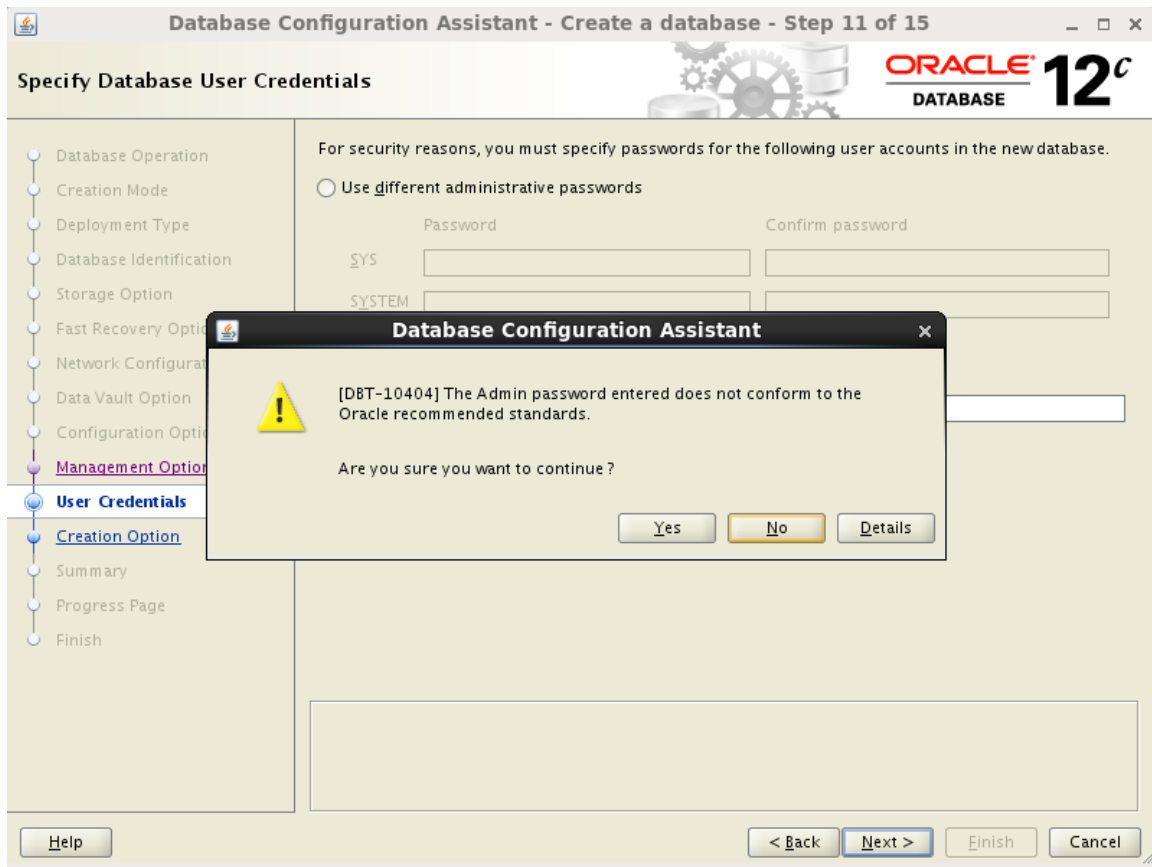 Database Configuration Assistant - Create a database - Step 11 of 15
Specify Database User Credentials
ORACLE
DATABASE
12c
Database Operation
Creation Mode
Deployment Type
Database Identification
Storage Option
Fast Recovery Optio
Network Configurat
Data Vault Option
Configuration Optio
Management Option
User Credentials
Creation Option
Summary
Progress Page
Finish
For security reasons, you must specify passwords for the following user accounts in the new database.
Use different administrative passwords
Password Confirm password
SYS
SYSTEM
Database Configuration Assistant
[DBT-10404] The Admin password entered does not conform to the
Oracle recommended standards.
Are you sure you want to continue?
Yes No Details
Help < Back Next > Finish Cancel